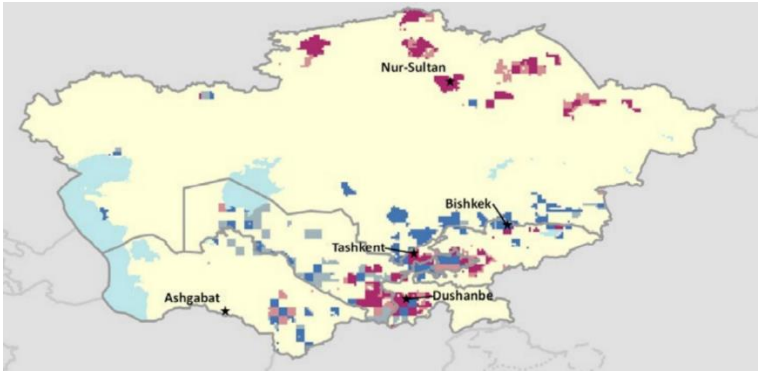 Nur-Sultan
Bishkek
Tashkent
Ashgabat
Dushanbe